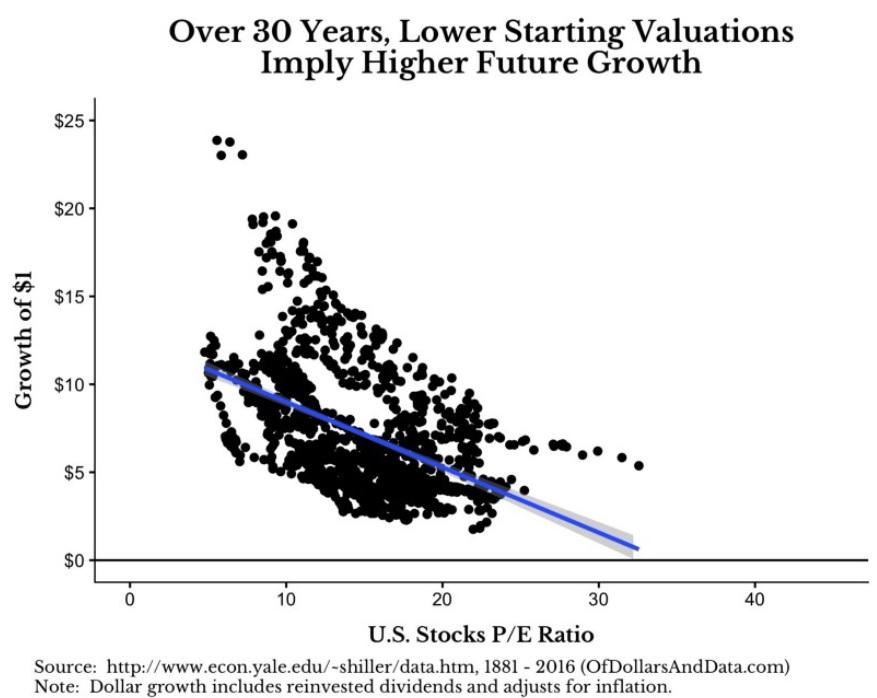 Over 30 Years, Lower Starting Valuations
Imply Higher Future Growth
$25
$20
$15
$10
$5
$0
Growth of $1
0 10 20 30 40
U.S. Stocks P/E Ratio
Source:  http://www.econ.yale.edu/~shiller/data.htm, 1881 - 2016 (OfDollarsAndData.com)
Note:  Dollar growth includes reinvested dividends and adjusts for inflation.